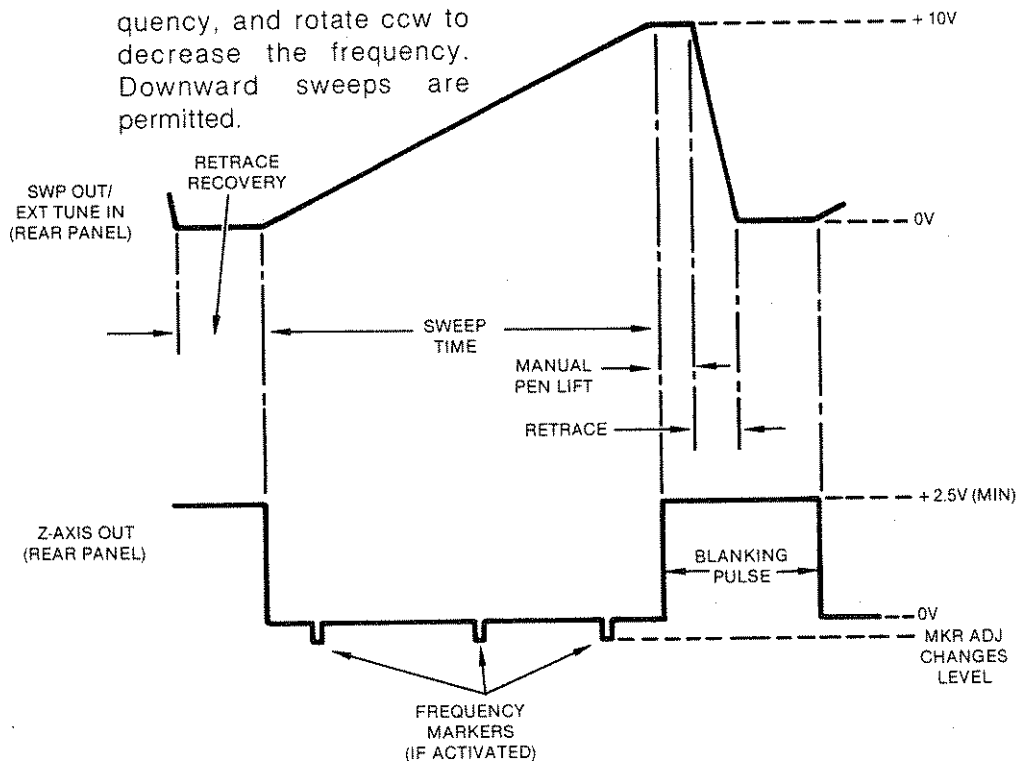 quency, and rotate ccw to
decrease the frequency.
Downward sweeps are
permitted.
+ 10V
RETRACE
RECOVERY
SWP OUT/
EXT TUNE IN
(REAR PANEL)
0V
SWEEP
TIME
MANUAL
PEN LIFT
RETRACE
+ 2.5V (MIN)
Z-AXIS OUT
(REAR PANEL)
BLANKING
PULSE
0V
MKR ADJ
CHANGES
LEVEL
FREQUENCY
MARKERS
(IF ACTIVATED)